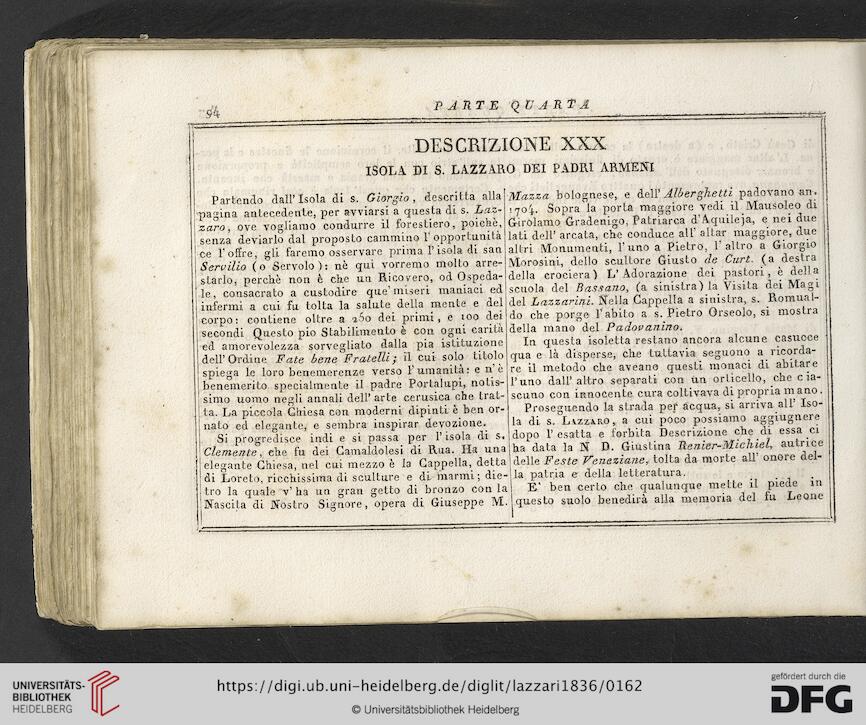 94
PARTE QUARTA
DESCRIZIONE XXX
ISOLA DI S. LAZZARO DEI PADRI ARMENI
Partendo dall'Isola di s. Giorgio, descritta alla
pagina antecedente, per avviarsi a questa di s. Laz-
zaro, ove vogliamo condurre il forestiero, poichè,
senza deviarlo dal proposto cammino l'opportunità
ce l'offre, gli faremo osservare prima l'isola di san
Servilio (o Servolo): nè qui vorremo molto arre-
starlo, perchè non è che un Ricovero, od Ospeda-
le, consacrato a custodire que' miseri maniaci ed
infermi a cui fu tolta la salute della mente e del
corpo: contiene oltre a 250 dei primi, e 100 dei
secondi Questo pio Stabilimento è con ogni carità
ed amorevolezza sorvegliato dalla pia istituzione
dell'Ordine Fate bene Fratelli; il cui solo titolo
spiega le loro benemerenze verso l'umanità: e n'è
benemerito specialmente il padre Portalupi, notis-
simo uomo negli annali dell'arte cerusica che trat-
ta. La piccola Chiesa con moderni dipinti è ben or-
nato ed elegante, e sembra inspirar devozione.
Si progredisce indi e si passa per l'isola di s.
Clemente, che fu dei Camaldolesi di Rua. Ha una
elegante Chiesa, nel cui mezzo è la Cappella, detta
di Loreto, ricchissima di sculture e di marmi; die-
tro la quale v'ha un gran getto di bronzo con la
Nascita di Nostro Signore, opera di Giuseppe M.
Mazza bolognese, e dell' Alberghetti padovano an.
1704. Sopra la porta maggiore vedi il Mausoleo di
Girolamo Gradenigo, Patriarca d'Aquileja, e nei due
lati dell' arcata, che conduce all' altar maggiore, due
altri Monumenti, l'uno a Pietro, l'altro a Giorgio
Morosini, dello scultore Giusto de Curt. (a destra
della crociera) L'Adorazione dei pastori, è della
scuola del Bassano, (a sinistra) la Visita dei Magi
del Lazzarini. Nella Cappella a sinistra, s. Romual-
do che porge l'abito a s. Pietro Orseolo, si mostra
della mano del Padovanino.
In questa isoletta restano ancora alcune casucce
qua e là disperse, che tuttavia seguono a ricorda-
re il metodo che aveano questi monaci di abitare
l'uno dall' altro separati con un orticello, che cia-
scuno con innocente cura coltivava di propria mano.
Proseguendo la strada per acqua, si arriva all' Iso-
la di s. LAZZARO, a cui poco possiamo aggiugnere
dopo l'esatta e forbita Descrizione che di essa ci
ha data la N D. Giustina Renier-Michiel, autrice
delle Feste Veneziane, tolta da morte all' onore del-
la patria e della letteratura.
E' ben certo che qualunque mette il piede in
questo suolo benedirà alla memoria del fu Leone
UNIVERSITÄTS-
BIBLIOTHEK
HEIDELBERG
https://digi.ub.uni-heidelberg.de/diglit/lazzari1836/0162
© Universitätsbibliothek Heidelberg
gefördert durch die
DFG